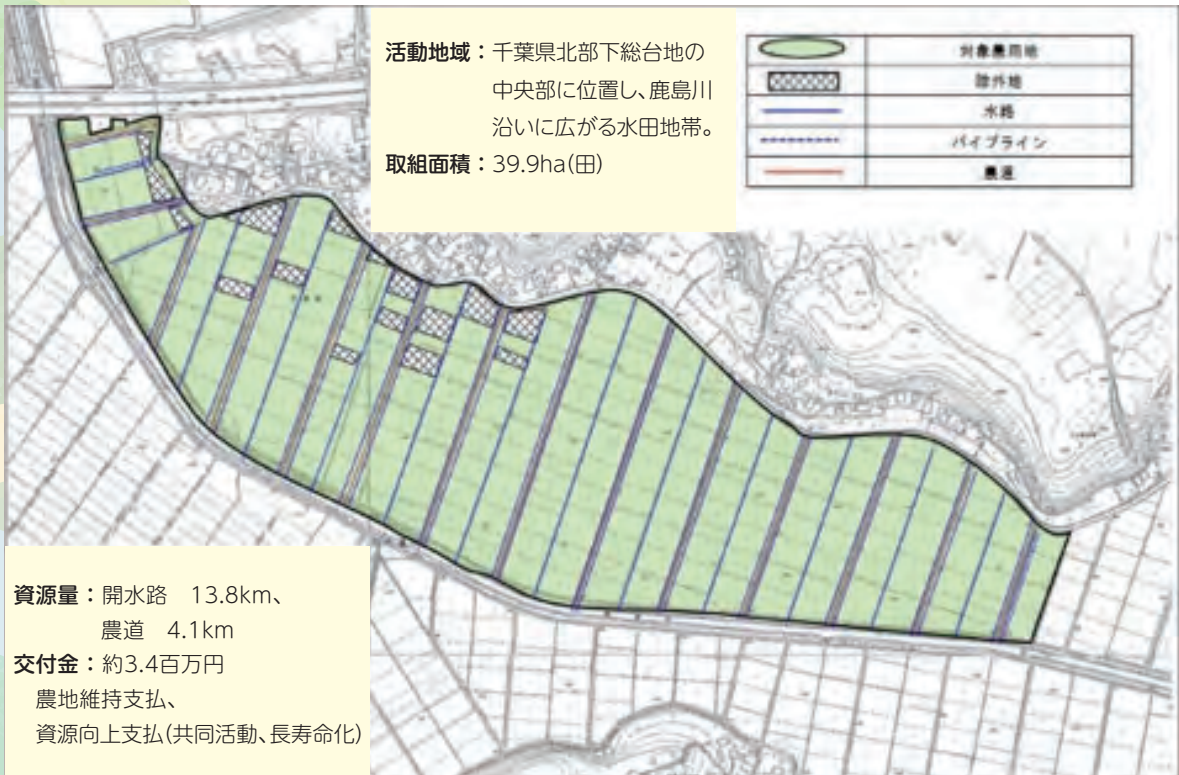 活動地域：千葉県北部下総台地の
中央部に位置し、鹿島川
沿いに広がる水田地帯。
取組面積：39.9ha(田)
対象農用地
除外地
水路
パイプライン
農道
資源量：開水路　13.8km、
農道　4.1km
交付金：約3.4百万円
農地維持支払、
資源向上支払(共同活動、長寿命化)